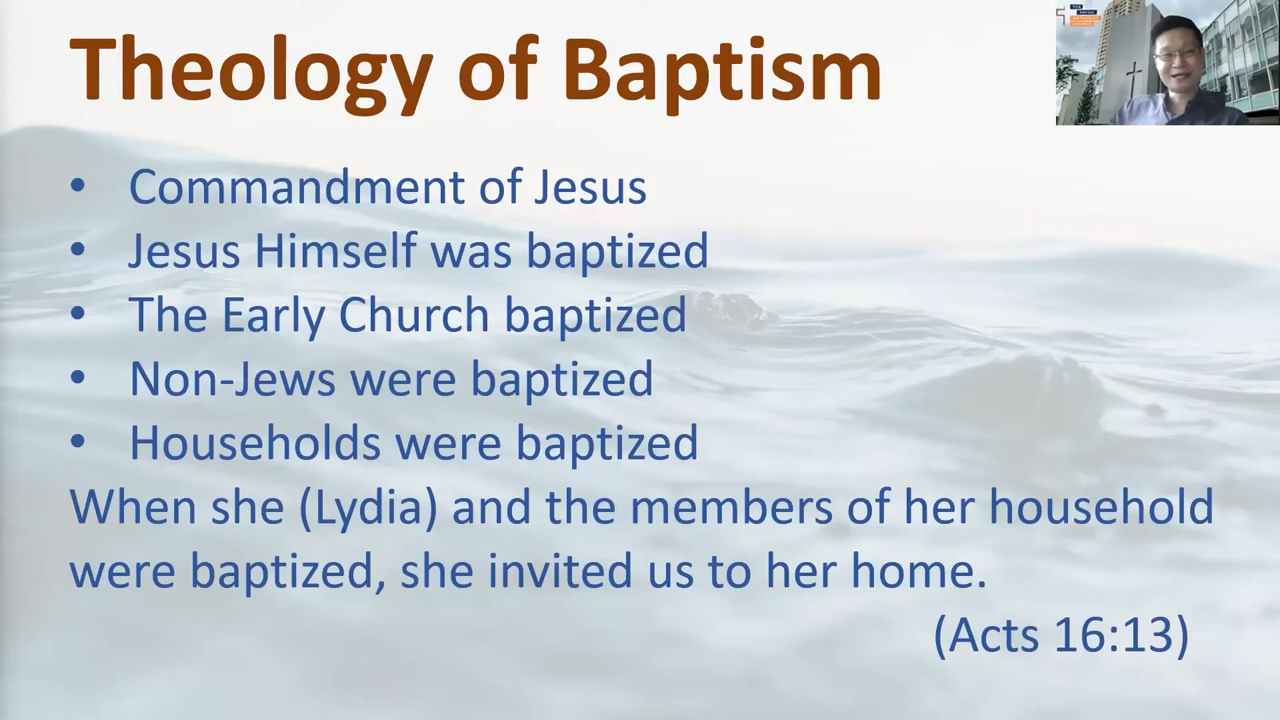 Theology of Baptism
• Commandment of Jesus
• Jesus Himself was baptized
• The Early Church baptized
• Non-Jews were baptized
• Households were baptized
When she (Lydia) and the members of her household
were baptized, she invited us to her home.
(Acts 16:13)